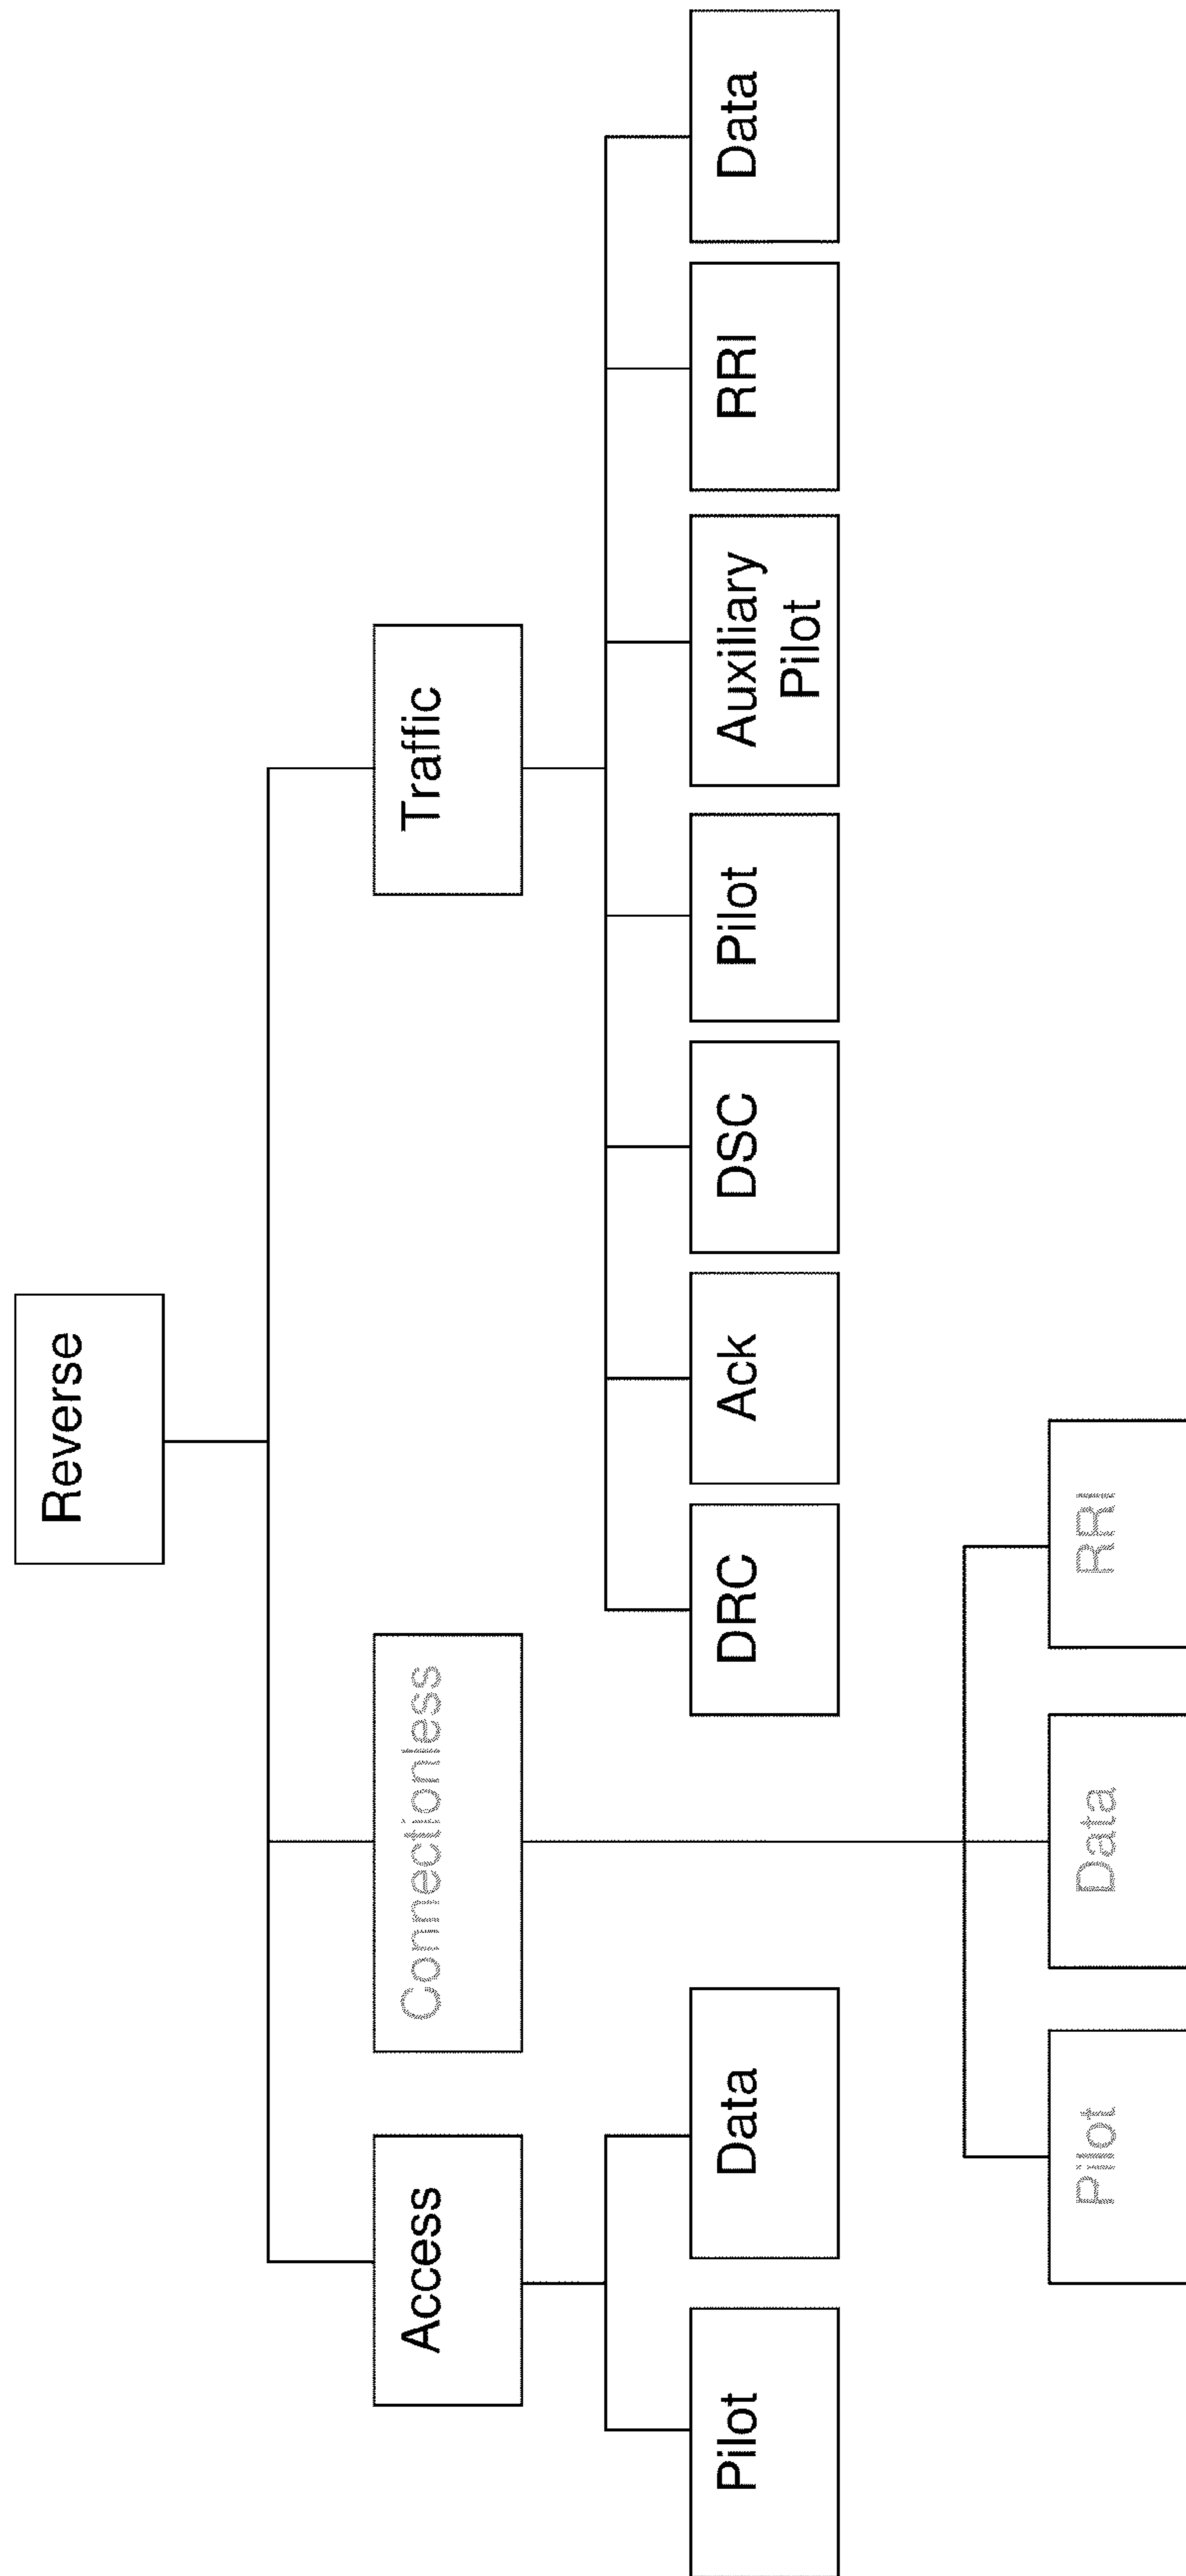 Reverse
Access
Connectionless
Traffic
Pilot
Data
DRC
Ack
DSC
Pilot
Auxiliary
Pilot
RRI
Data
Pilot
Data
RRI